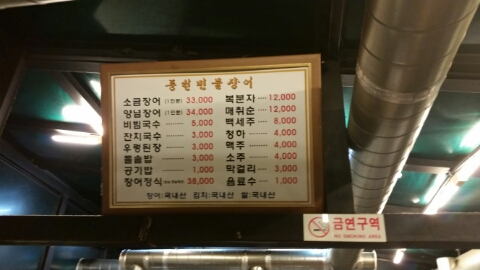 풍천민물장어
소금장어 (1인분) 33,000 복분자 ···· 12,000
양념장어 (1인분) 34,000 매취순 ···· 12,000
비빔국수 ········ 5,000 백세주 ···· 8,000
잔치국수 ········ 3,000 청하 ···· 4,000
우렁된장 ········ 3,000 맥주 ········ 4,000
돌솥밥 ········ 3,000 소주 ········ 4,000
공기밥 ········ 1,000 막걸리 ···· 3,000
장어정식 38,000 음료수 ···· 1,000
장어:국내산 김치:국내산 쌀:국내산
금연구역
NO SMOKING AREA